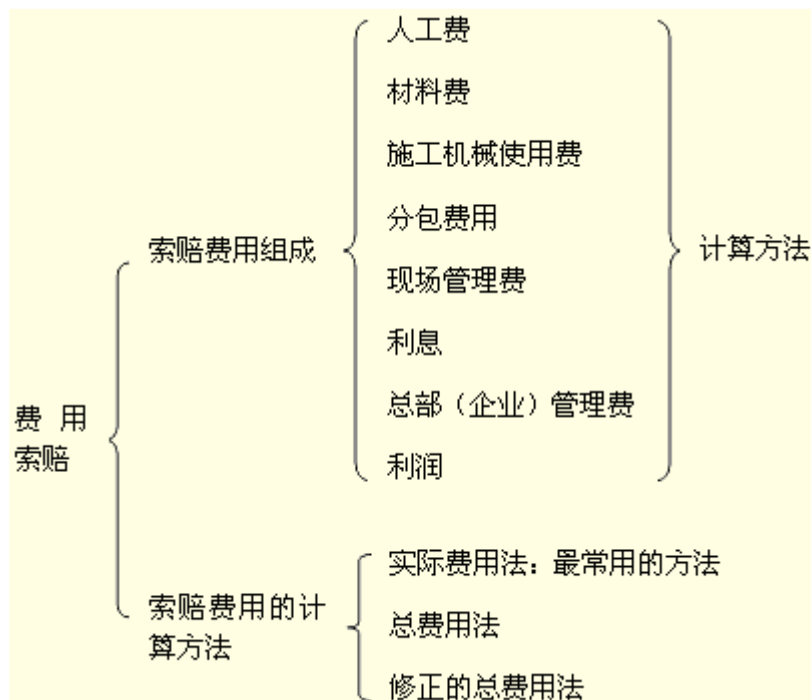 费 用
索赔
索赔费用组成
人工费
材料费
施工机械使用费
分包费用
现场管理费
利息
总部（企业）管理费
利润
计算方法
索赔费用的计
算方法
实际费用法：最常用的方法
总费用法
修正的总费用法